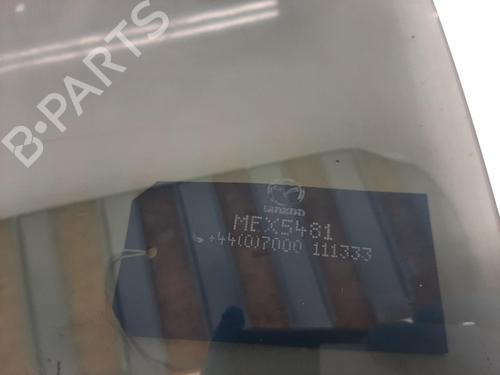 B-PARTS
MAZDA
MEX5481
+44(0)7000 111333